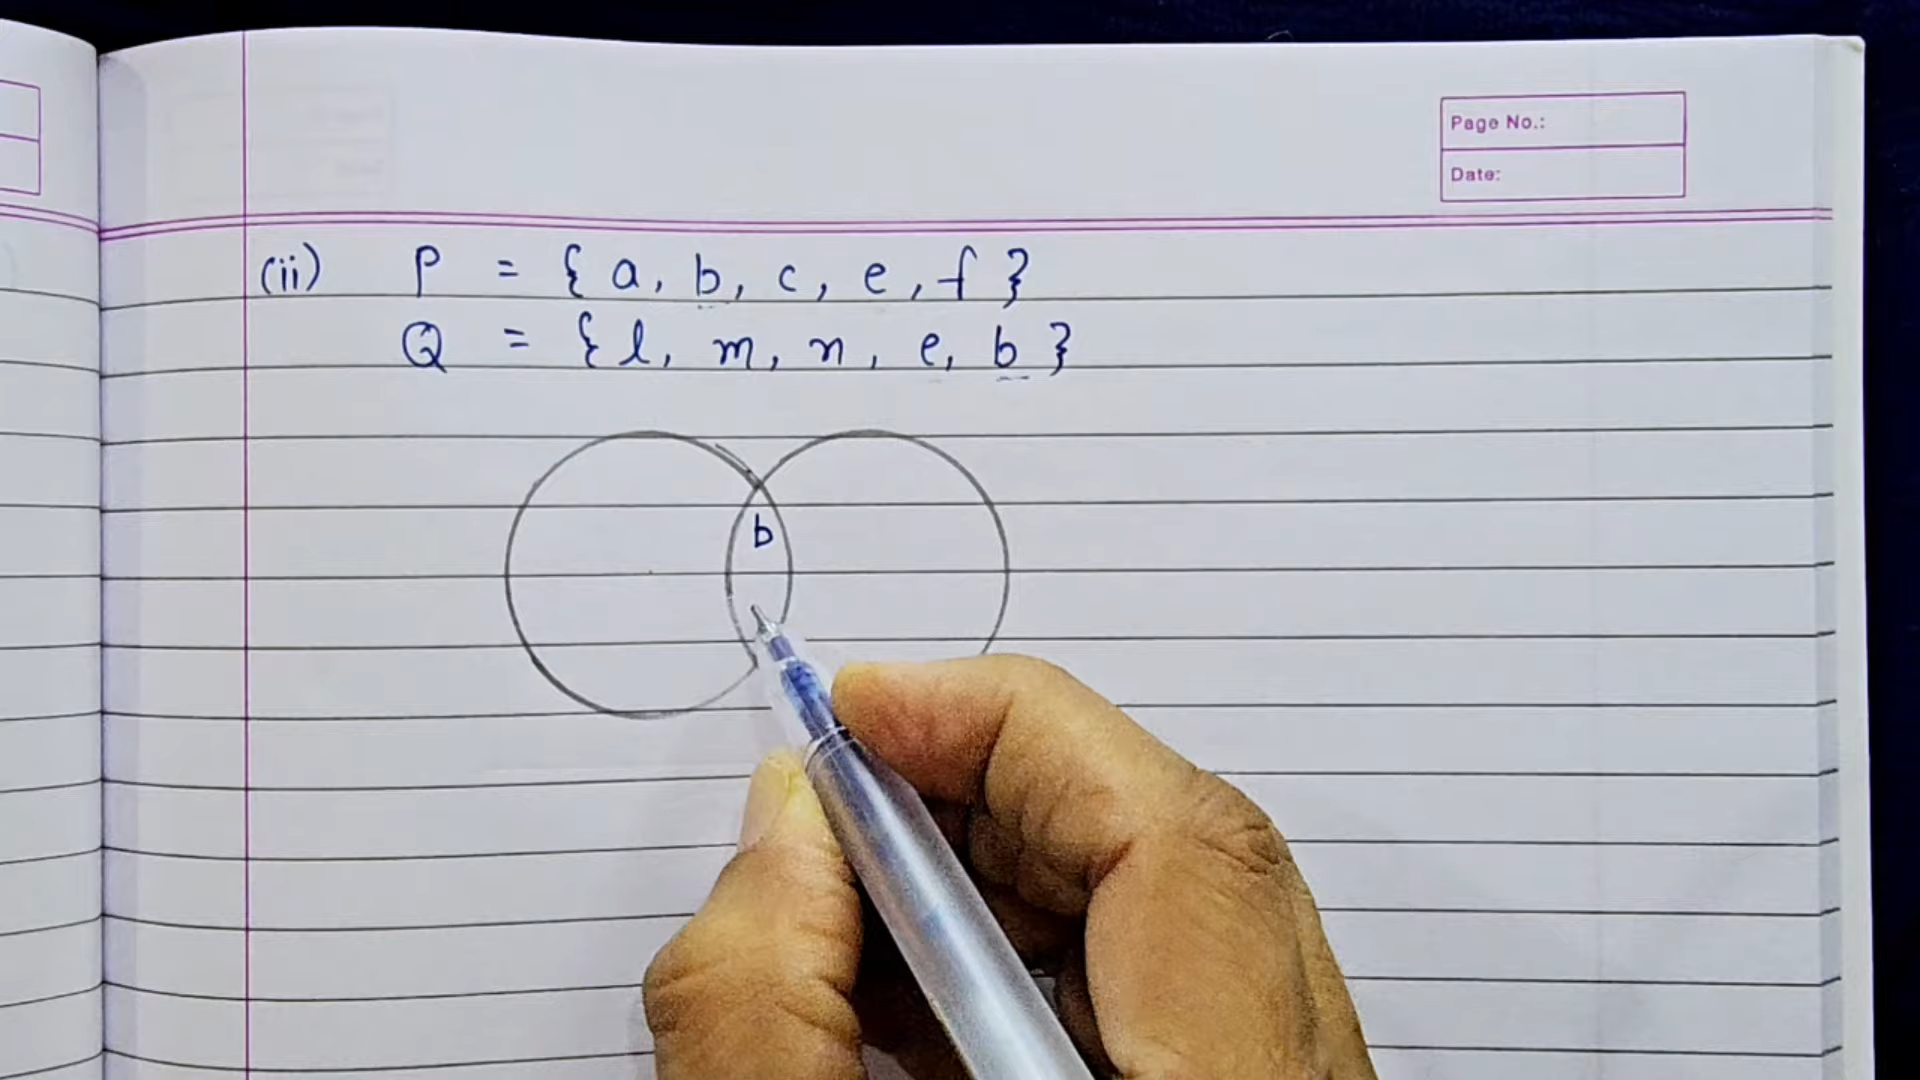 Page No.:
Date:
(ii) P = { a, b, c, e, f }
Q = { l, m, n, e, b }
b